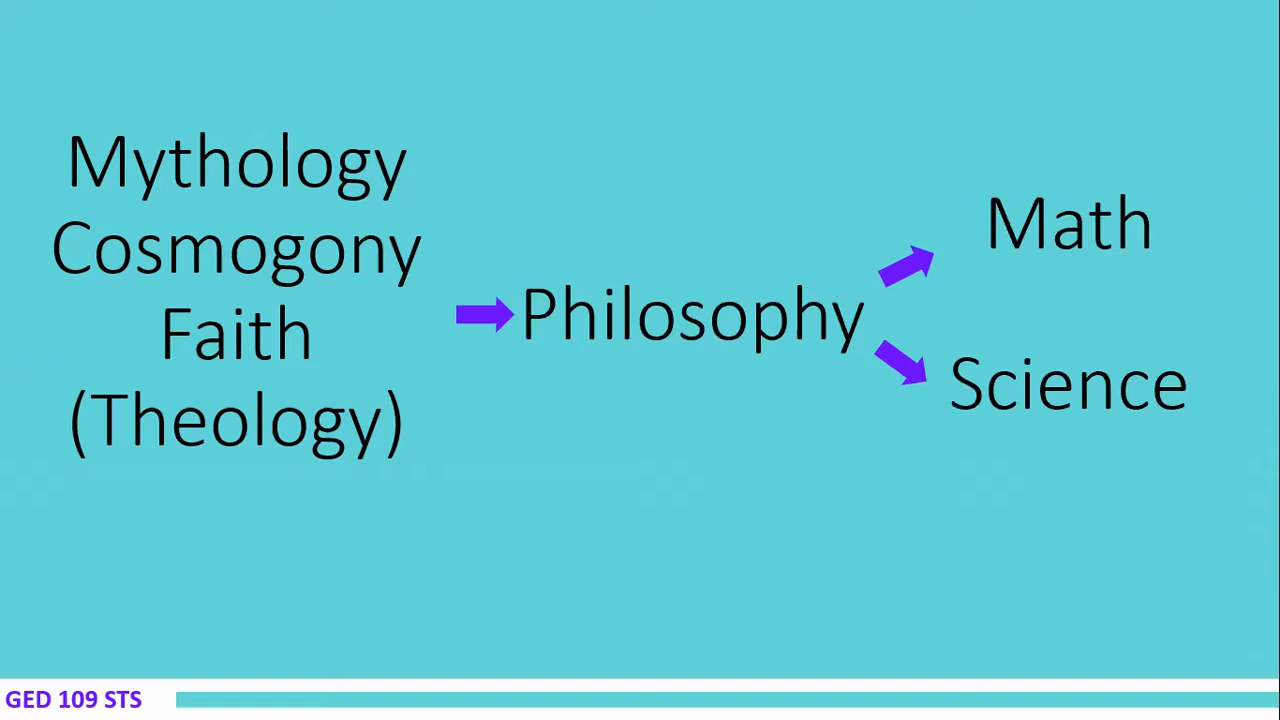 Mythology
Cosmogony
Faith
(Theology)
Philosophy
Math
Science
GED 109 STS